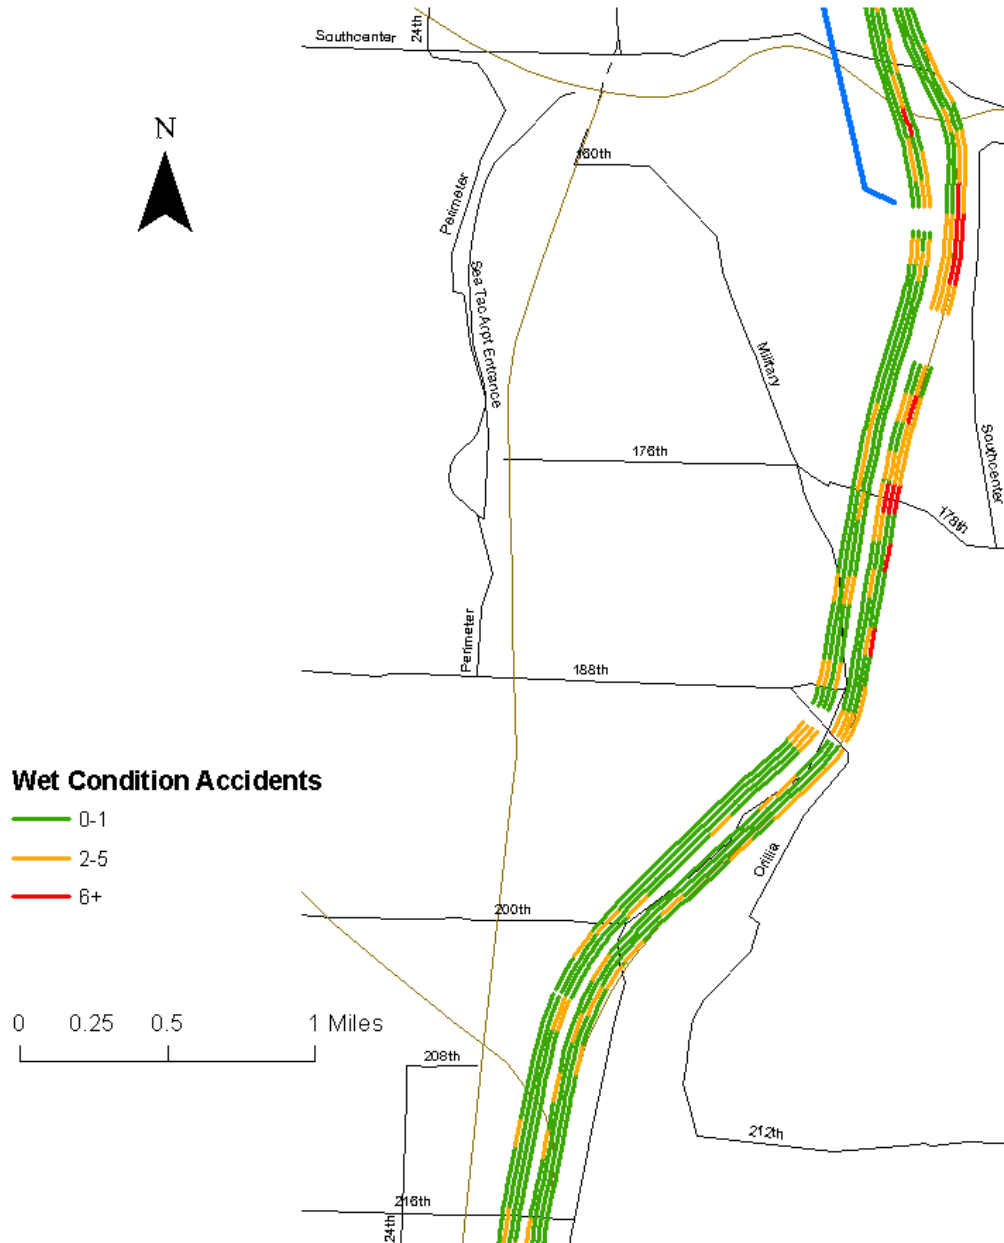 24th
Southcenter
N
160th
Perimeter
Sea Tac Arpt Entrance
Military
176th
Southcenter
178th
Perimeter
188th
Wet Condition Accidents
0-1
2-5
6+
Orillia
200th
0 0.25 0.5 1 Miles
208th
212th
216th
24th